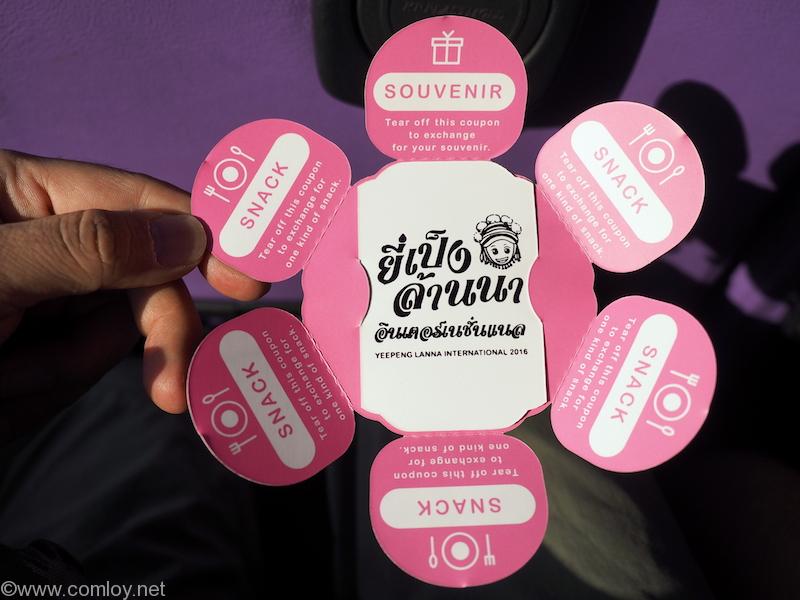 SOUVENIR
Tear off this coupon
to exchange
for your souvenir.
SNACK
Tear off this coupon
to exchange for
one kind of snack.
SNACK
Tear off this coupon
to exchange for
one kind of snack.
ยี่เป็ง
ล้านนา
อินเตอร์เนชั่นแนล
YEEPENG LANNA INTERNATIONAL 2016
SNACK
Tear off this coupon
to exchange for
one kind of snack.
SNACK
Tear off this coupon
to exchange for
one kind of snack.
SNACK
Tear off this coupon
to exchange for
one kind of snack.
©www.comloy.net